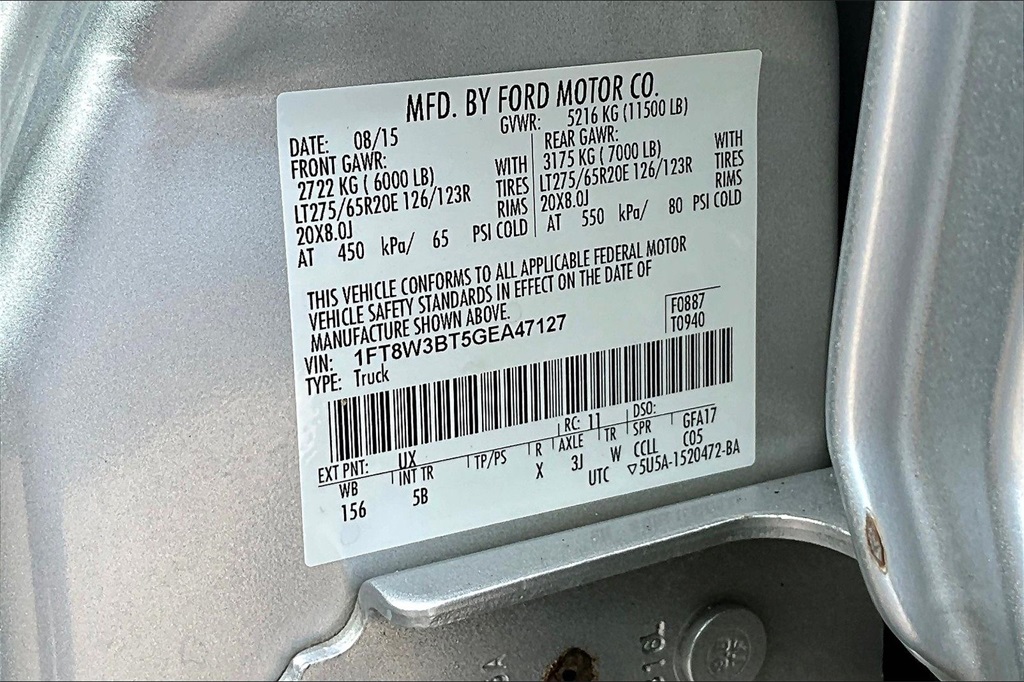 MFD. BY FORD MOTOR CO.
DATE: 08/15 GVWR: 5216 KG (11500 LB)
FRONT GAWR: REAR GAWR:
2722 KG ( 6000 LB) WITH 3175 KG ( 7000 LB) WITH
LT275/65R20E 126/123R TIRES LT275/65R20E 126/123R TIRES
20X8.0J RIMS 20X8.0J RIMS
AT 450 kPa/ 65 PSI COLD AT 550 kPa/ 80 PSI COLD
THIS VEHICLE CONFORMS TO ALL APPLICABLE FEDERAL MOTOR
VEHICLE SAFETY STANDARDS IN EFFECT ON THE DATE OF
MANUFACTURE SHOWN ABOVE.
F0887
VIN: 1FT8W3BT5GEA47127
T0940
TYPE: Truck
EXT PNT: UX RC: 11 DSO:
WB INT TR TP/PS R AXLE TR SPR GFA17
156 5B X 3J W CCLL C05
UTC ▽5U5A-1520472-BA